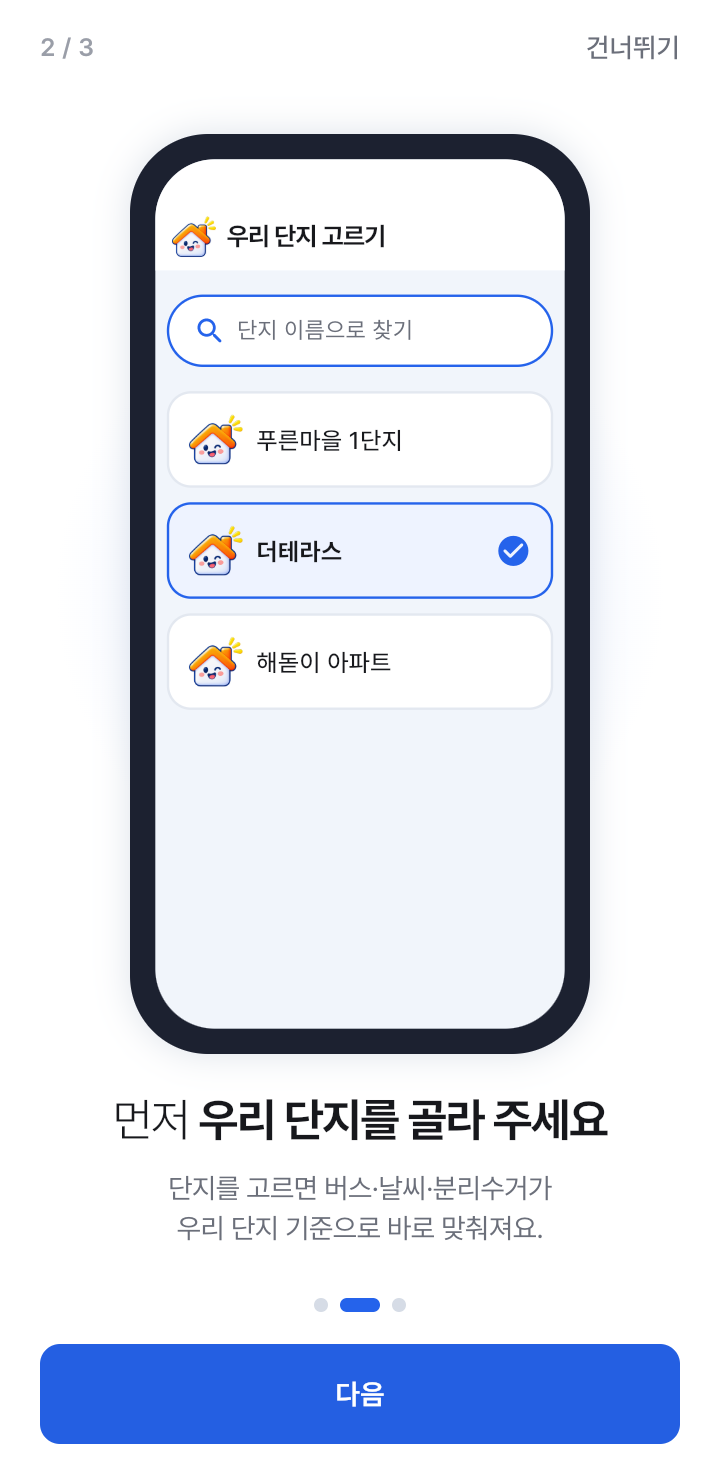 2 / 3
건너뛰기
우리 단지 고르기
단지 이름으로 찾기
푸른마을 1단지
더테라스
해돋이 아파트
먼저 우리 단지를 골라 주세요
단지를 고르면 버스·날씨·분리수거가
우리 단지 기준으로 바로 맞춰져요.
다음